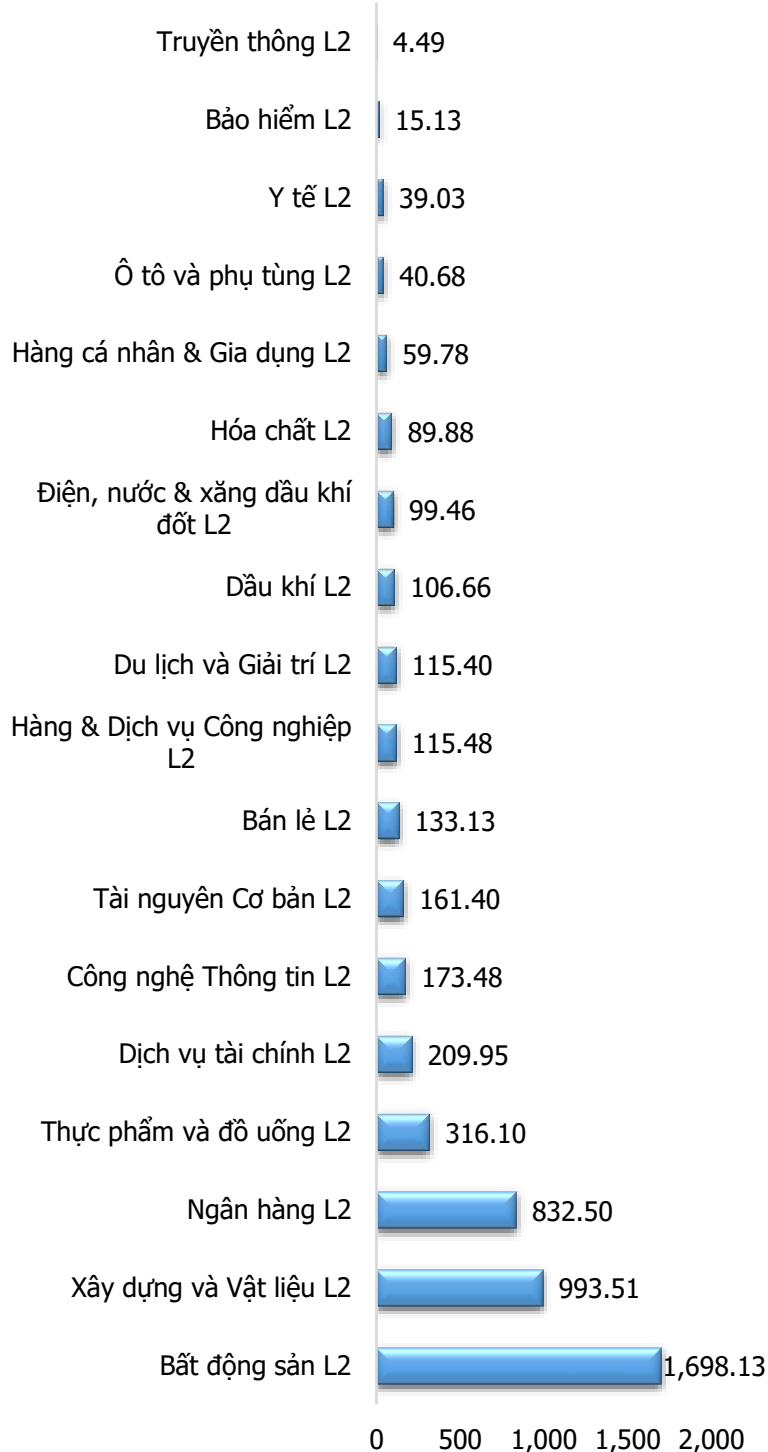 Truyền thông L2 4.49
Bảo hiểm L2 15.13
Y tế L2 39.03
Ô tô và phụ tùng L2 40.68
Hàng cá nhân & Gia dụng L2 59.78
Hóa chất L2 89.88
Điện, nước & xăng dầu khí
đốt L2 99.46
Dầu khí L2 106.66
Du lịch và Giải trí L2 115.40
Hàng & Dịch vụ Công nghiệp
L2 115.48
Bán lẻ L2 133.13
Tài nguyên Cơ bản L2 161.40
Công nghệ Thông tin L2 173.48
Dịch vụ tài chính L2 209.95
Thực phẩm và đồ uống L2 316.10
Ngân hàng L2 832.50
Xây dựng và Vật liệu L2 993.51
Bất động sản L2 1,698.13
0 500 1,000 1,500 2,000